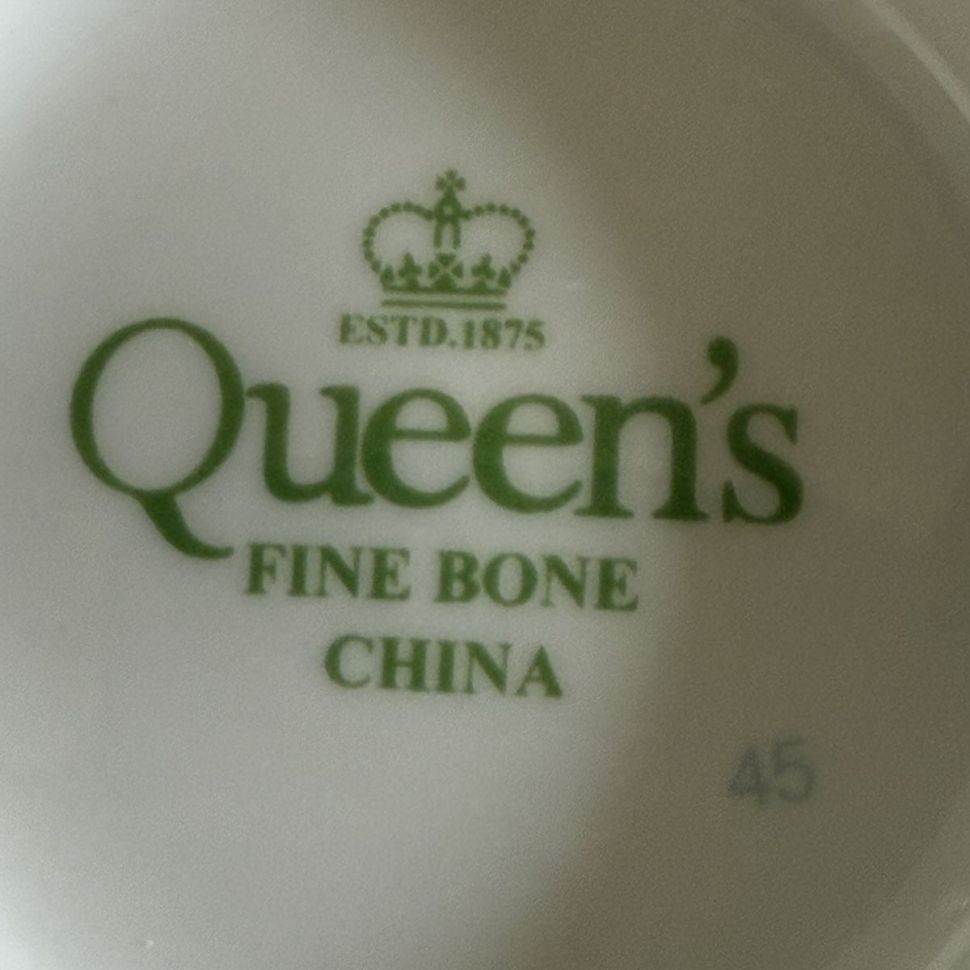 ESTD.1875
Queen's
FINE BONE
CHINA
45